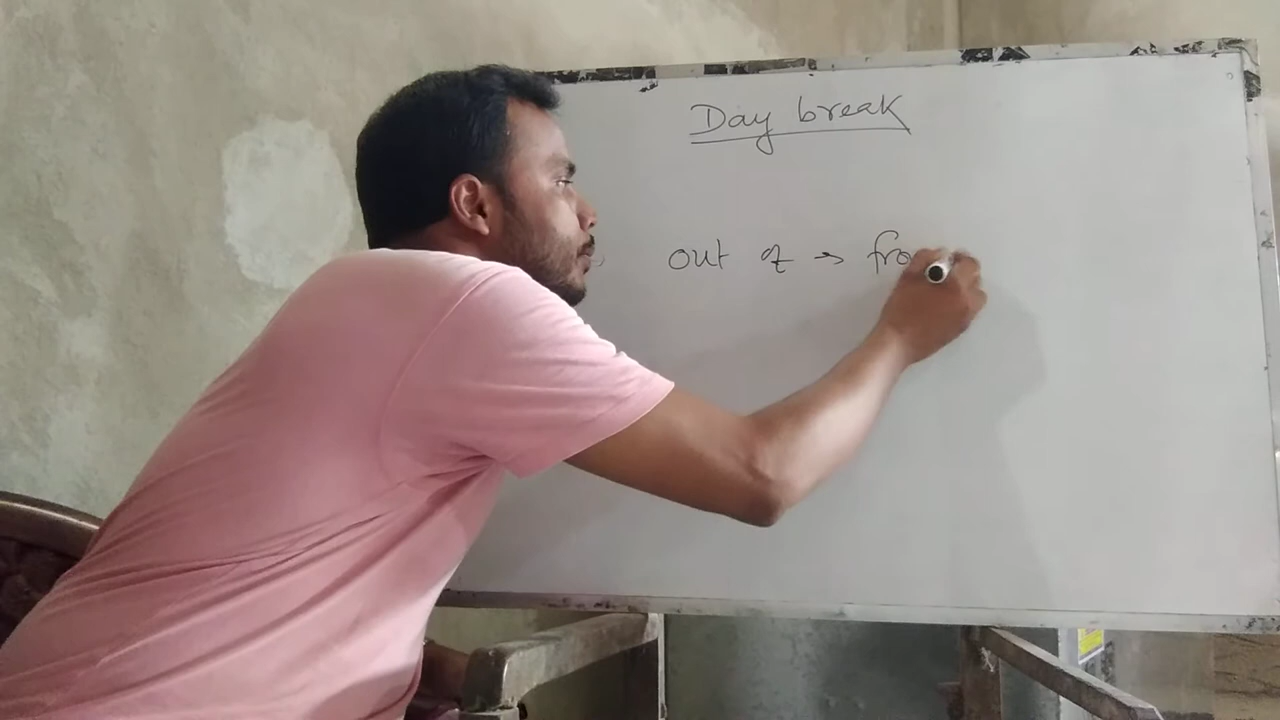 Day break
out of → fro